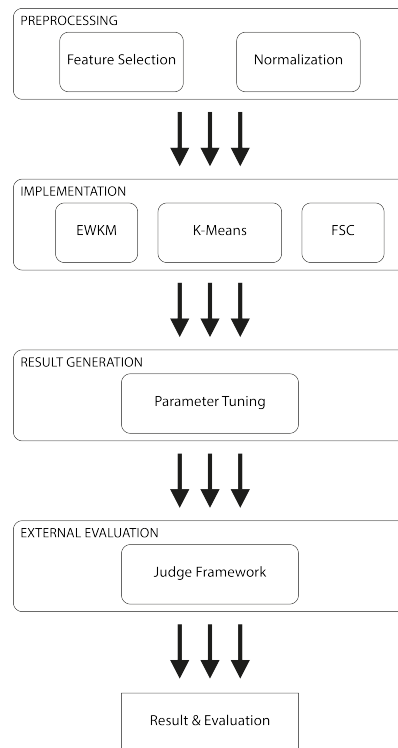 PREPROCESSING
Feature Selection
Normalization
IMPLEMENTATION
EWKM
K-Means
FSC
RESULT GENERATION
Parameter Tuning
EXTERNAL EVALUATION
Judge Framework
Result & Evaluation